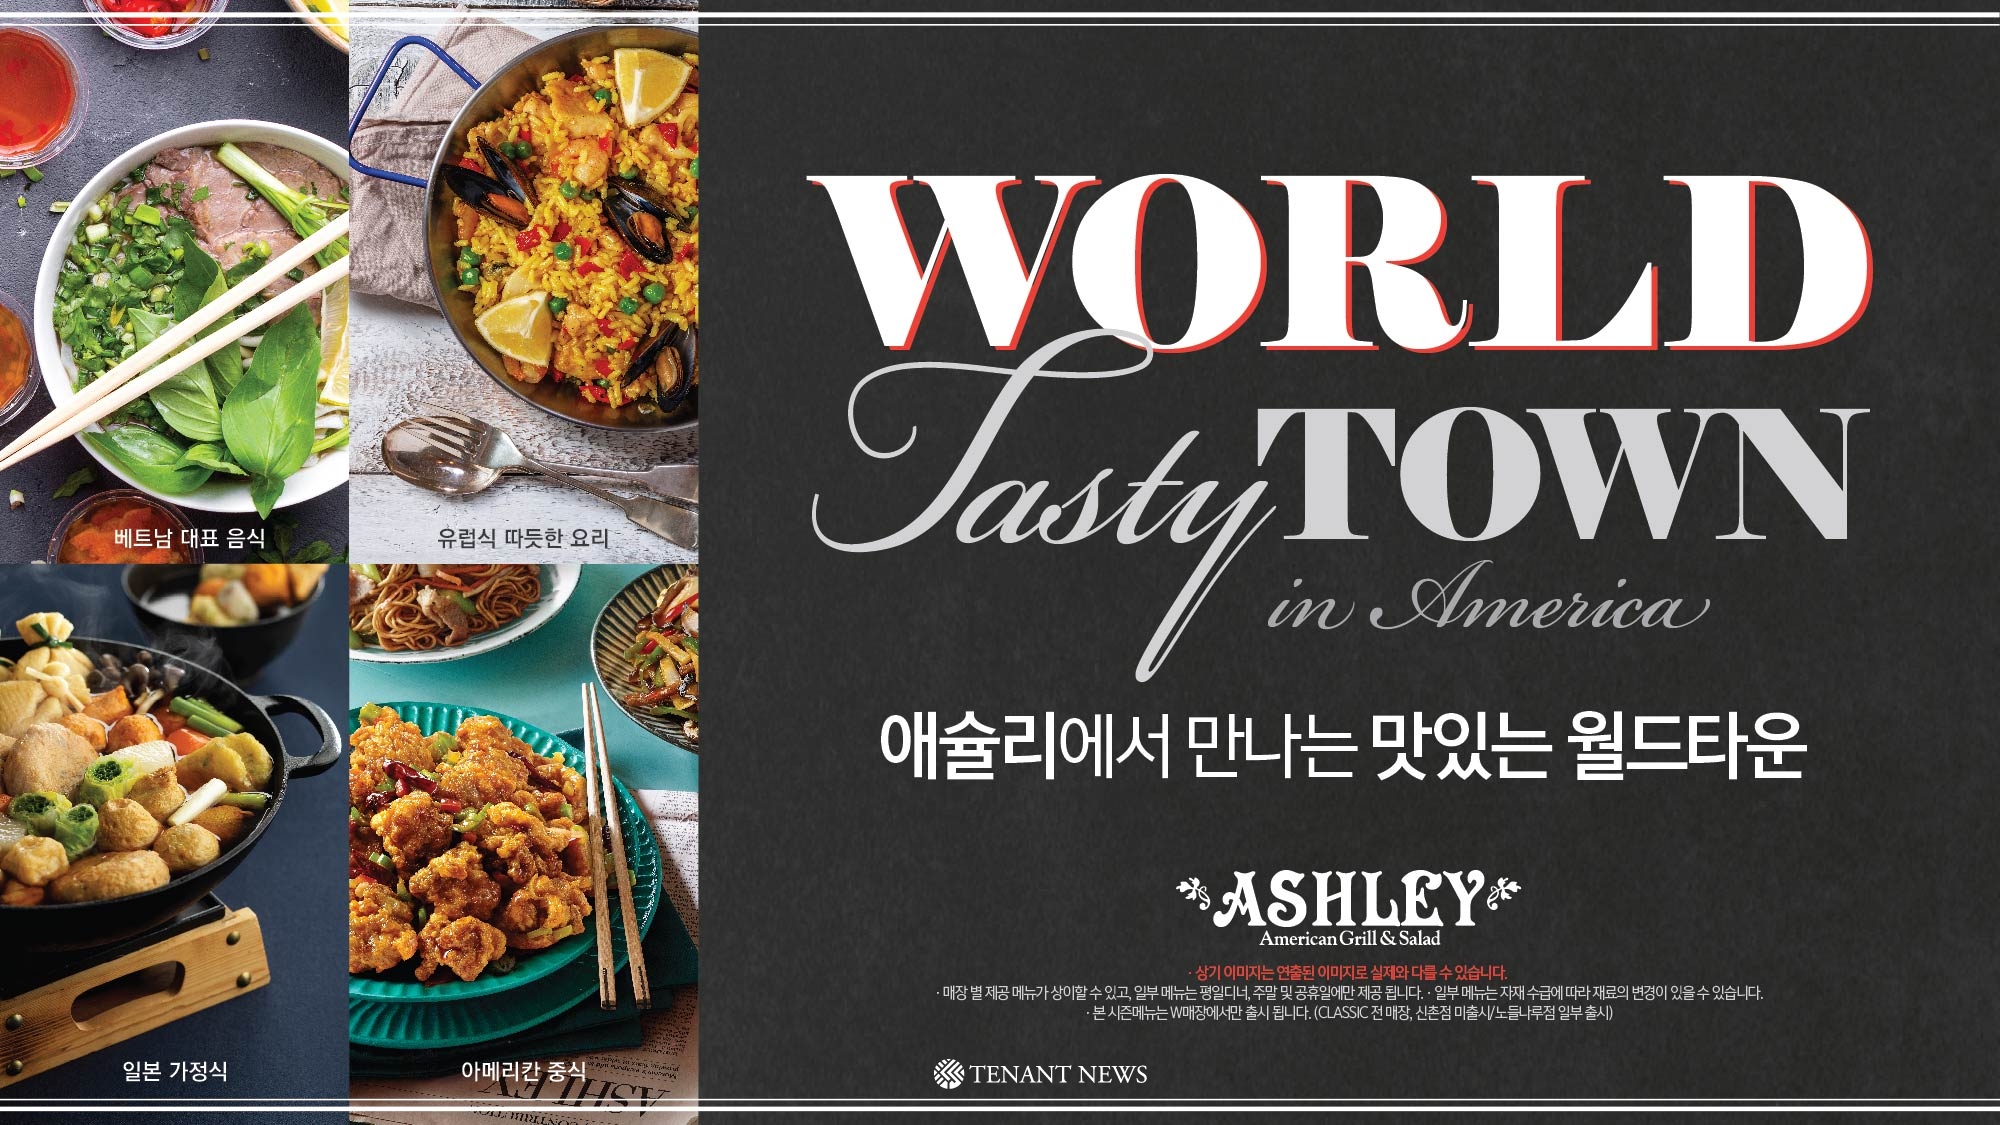 베트남 대표 음식
유럽식 따듯한 요리
일본 가정식
아메리칸 중식
ASHLEY
WORLD
Tasty TOWN
in America
애슐리에서 만나는 맛있는 월드타운
ASHLEY
American Grill & Salad
· 상기 이미지는 연출된 이미지로 실제와 다를 수 있습니다.
· 매장 별 제공 메뉴가 상이할 수 있고, 일부 메뉴는 평일디너, 주말 및 공휴일에만 제공 됩니다. · 일부 메뉴는 자재 수급에 따라 재료의 변경이 있을 수 있습니다.
· 본 시즌메뉴는 W매장에서만 출시 됩니다. (CLASSIC 전 매장, 신촌점 미출시/노들나루점 일부 출시)
TENANT NEWS